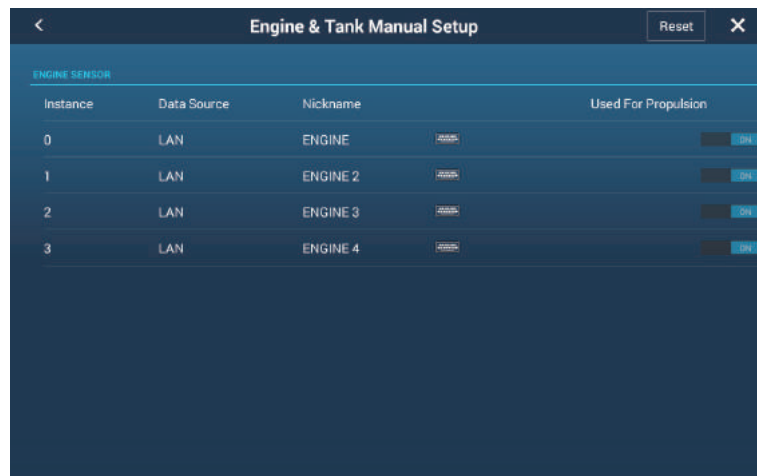 Engine & Tank Manual Setup Reset
ENGINE SENSOR
Instance Data Source Nickname Used For Propulsion
0 LAN ENGINE ON
1 LAN ENGINE 2 ON
2 LAN ENGINE 3 ON
3 LAN ENGINE 4 ON